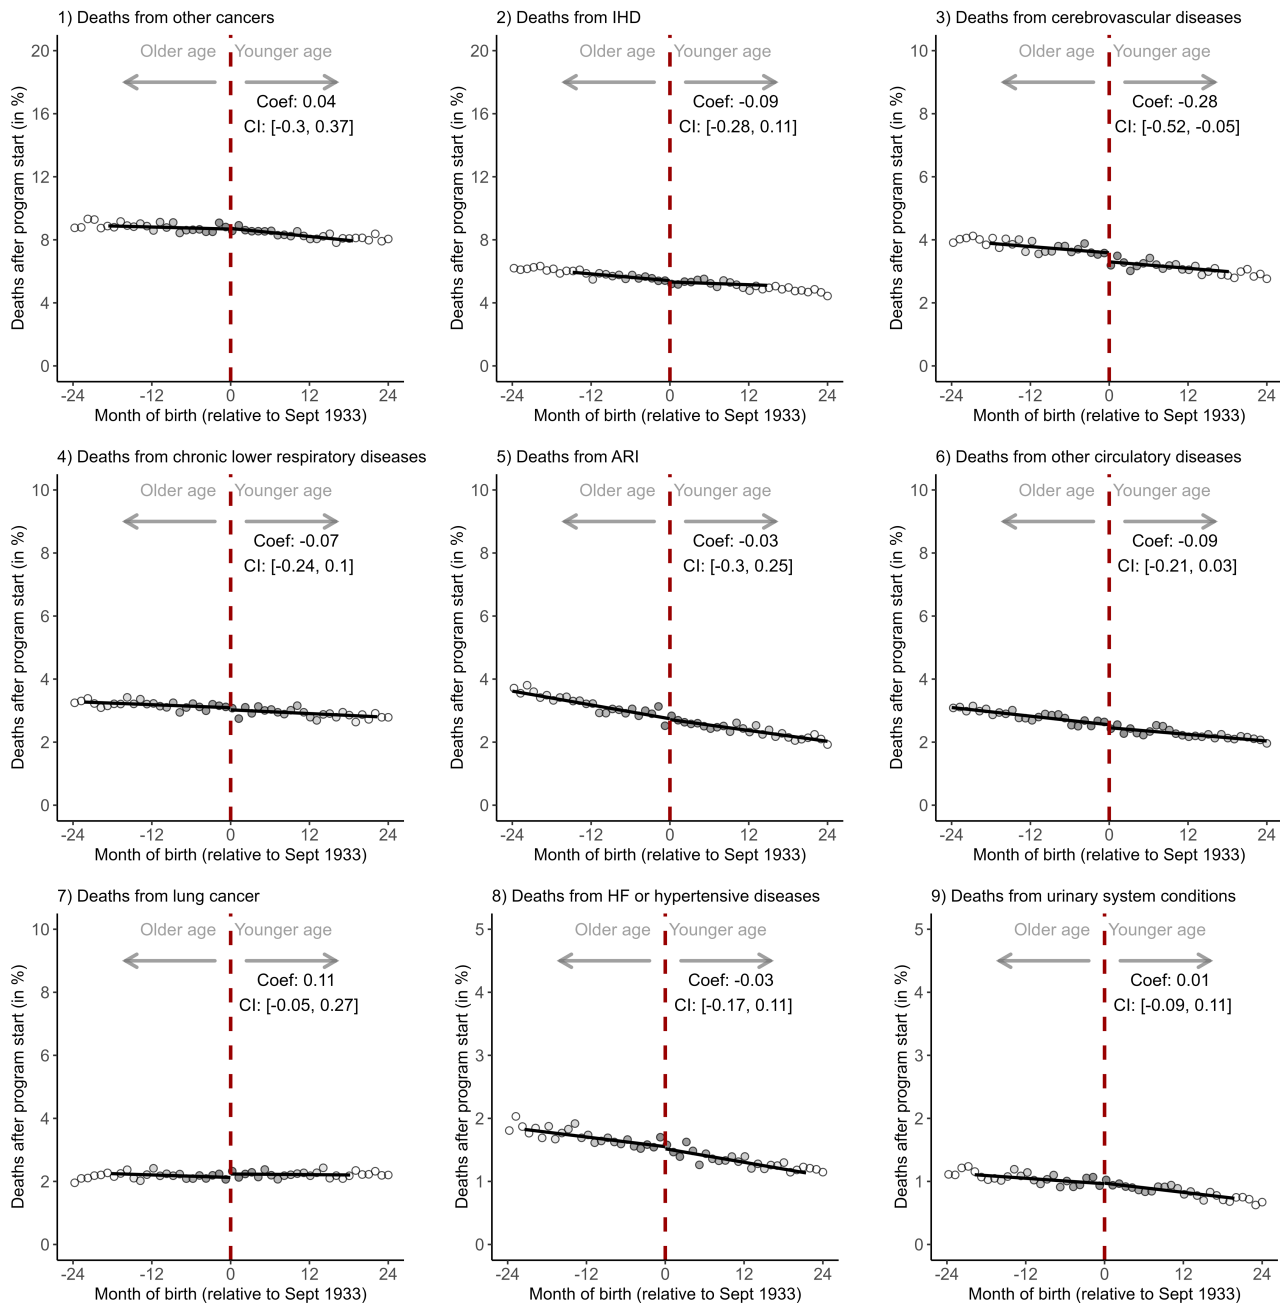 1) Deaths from other cancers
Older age Younger age
Coef: 0.04
CI: [-0.3, 0.37]
Deaths after program start (in %)
20
16
12
8
4
0
-24 -12 0 12 24
Month of birth (relative to Sept 1933)
2) Deaths from IHD
Older age Younger age
Coef: -0.09
CI: [-0.28, 0.11]
Deaths after program start (in %)
20
16
12
8
4
0
-24 -12 0 12 24
Month of birth (relative to Sept 1933)
3) Deaths from cerebrovascular diseases
Older age Younger age
Coef: -0.28
CI: [-0.52, -0.05]
Deaths after program start (in %)
10
8
6
4
2
0
-24 -12 0 12 24
Month of birth (relative to Sept 1933)
4) Deaths from chronic lower respiratory diseases
Older age Younger age
Coef: -0.07
CI: [-0.24, 0.1]
Deaths after program start (in %)
10
8
6
4
2
0
-24 -12 0 12 24
Month of birth (relative to Sept 1933)
5) Deaths from ARI
Older age Younger age
Coef: -0.03
CI: [-0.3, 0.25]
Deaths after program start (in %)
10
8
6
4
2
0
-24 -12 0 12 24
Month of birth (relative to Sept 1933)
6) Deaths from other circulatory diseases
Older age Younger age
Coef: -0.09
CI: [-0.21, 0.03]
Deaths after program start (in %)
10
8
6
4
2
0
-24 -12 0 12 24
Month of birth (relative to Sept 1933)
7) Deaths from lung cancer
Older age Younger age
Coef: 0.11
CI: [-0.05, 0.27]
Deaths after program start (in %)
10
8
6
4
2
0
-24 -12 0 12 24
Month of birth (relative to Sept 1933)
8) Deaths from HF or hypertensive diseases
Older age Younger age
Coef: -0.03
CI: [-0.17, 0.11]
Deaths after program start (in %)
5
4
3
2
1
0
-24 -12 0 12 24
Month of birth (relative to Sept 1933)
9) Deaths from urinary system conditions
Older age Younger age
Coef: 0.01
CI: [-0.09, 0.11]
Deaths after program start (in %)
5
4
3
2
1
0
-24 -12 0 12 24
Month of birth (relative to Sept 1933)